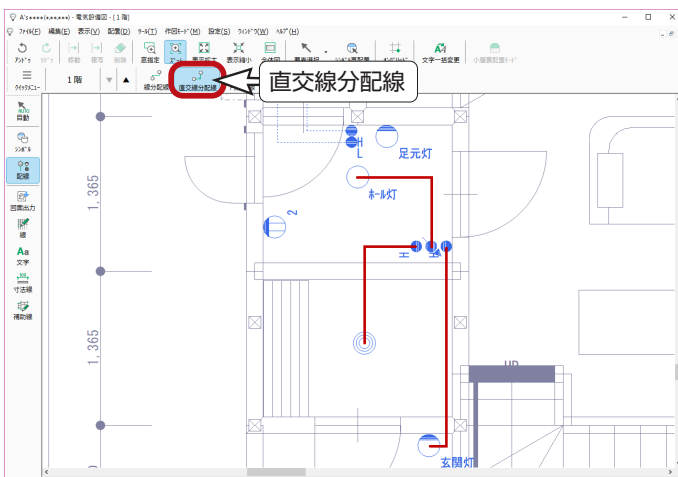 A's∗∗∗∗(∗,∗∗,∗∗∗) - 電気設備図 - [1 階]
ﾌｧｲﾙ(F) 編集(E) 表示(V) 配置(O) ﾂｰﾙ(T) 作図ﾓｰﾄﾞ(M) 設定(S) ｳｨﾝﾄﾞｳ(W) ﾍﾙﾌﾟ(H)
ｱﾝﾄﾞｩ 移動 複写 削除 窓指定 表示拡大 表示縮小 全体図 文字一括変更
ｸｲｯｸﾒﾆｭｰ 1 階 線分配線 直交線分配線
直交線分配線
AUTO
自動
ｼﾝﾎﾞﾙ
配線
図面出力
線
Aa
文字
100
寸法線
補助線
1,365
1,365
H
L
足元灯
ホール灯
2
H
H
UP
玄関灯